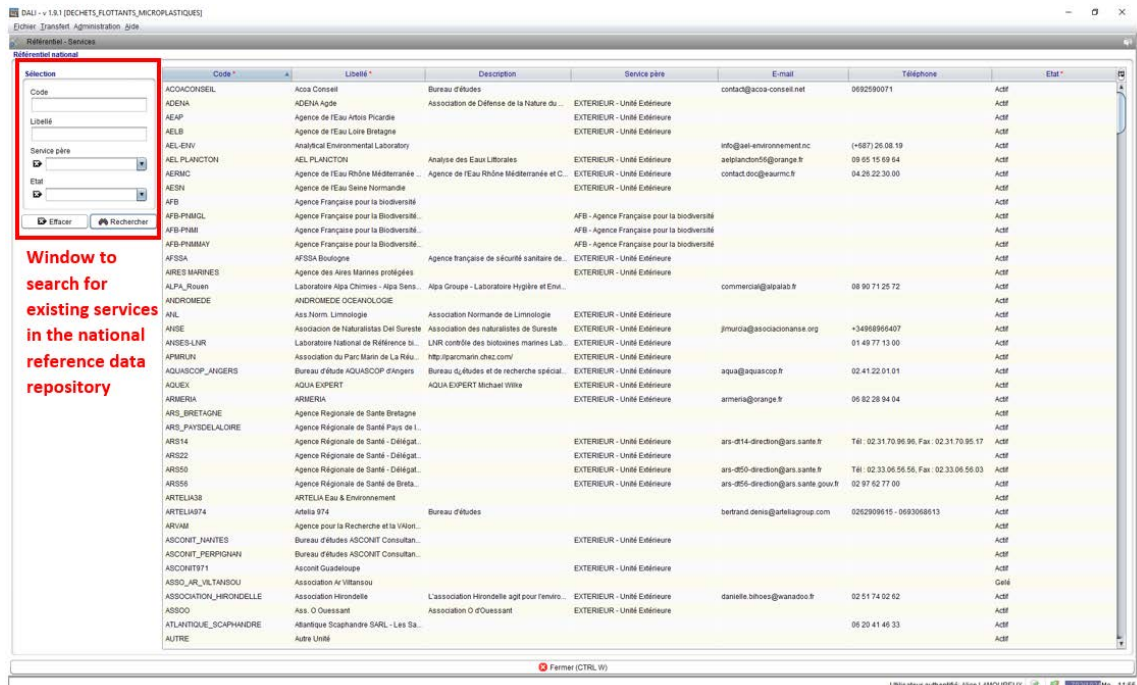 DALI - v 1.9.1 [DECHETS_FLOTTANTS_MICROPLASTIQUES]
Fichier Transfert Administration Aide
Référentiel - Services
Référentiel national
Sélection
Code
Libellé
Service père
Etat
Effacer Rechercher
Window to
search for
existing services
in the national
reference data
repository
Code * Libellé * Description Service père E-mail Téléphone Etat *
ACOACONSEIL Acoa Conseil Bureau d'études contact@acoa-conseil.net 0692590071 Actif
ADENA ADENA Agde Association de Défense de la Nature du ... EXTERIEUR - Unité Extérieure Actif
AEAP Agence de l'Eau Artois Picardie EXTERIEUR - Unité Extérieure Actif
AELB Agence de l'Eau Loire Bretagne EXTERIEUR - Unité Extérieure Actif
AEL-ENV Analytical Environmental Laboratory info@ael-environnement.nc (+687) 26.08.19 Actif
AEL PLANCTON AEL PLANCTON Analyse des Eaux Littorales EXTERIEUR - Unité Extérieure aelplancton56@orange.fr 09 65 15 69 64 Actif
AERMC Agence de l'Eau Rhône Méditerranée ... Agence de l'Eau Rhône Méditerranée et C... EXTERIEUR - Unité Extérieure contact.doc@eaurmc.fr 04.26.22.30.00 Actif
AESN Agence de l'Eau Seine Normandie EXTERIEUR - Unité Extérieure Actif
AFB Agence Française pour la biodiversité Actif
AFB-PNMGL Agence Française pour la Biodiversité... AFB - Agence Française pour la biodiversité Actif
AFB-PNMI Agence Française pour la Biodiversité... AFB - Agence Française pour la biodiversité Actif
AFB-PNMMAY Agence Française pour la Biodiversité... AFB - Agence Française pour la biodiversité Actif
AFSSA AFSSA Boulogne Agence française de sécurité sanitaire de... EXTERIEUR - Unité Extérieure Actif
AIRES MARINES Agence des Aires Marines protégées EXTERIEUR - Unité Extérieure Actif
ALPA_Rouen Laboratoire Alpa Chimies - Alpa Sens... Alpa Groupe - Laboratoire Hygière et Envi... commercial@alpalab.fr 08 90 71 25 72 Actif
ANDROMEDE ANDROMEDE OCEANOLOGIE Actif
ANL Ass.Norm. Limnologie Association Normande de Limnologie EXTERIEUR - Unité Extérieure Actif
ANSE Asociacion de Naturalistas Del Sureste Association des naturalistes de Sureste EXTERIEUR - Unité Extérieure jlmurcia@asociacionanse.org +34968966407 Actif
ANSES-LNR Laboratoire National de Référence bi... LNR contrôle des biotoxines marines Lab... EXTERIEUR - Unité Extérieure 01 49 77 13 00 Actif
APMRUN Association du Parc Marin de La Réu... http://parcmarin.chez.com/ EXTERIEUR - Unité Extérieure Actif
AQUASCOP_ANGERS Bureau d'étude AQUASCOP d'Angers Bureau d¿études et de recherche spécial... EXTERIEUR - Unité Extérieure aqua@aquascop.fr 02.41.22.01.01 Actif
AQUEX AQUA EXPERT AQUA EXPERT Michael Wilke EXTERIEUR - Unité Extérieure Actif
ARMERIA ARMERIA EXTERIEUR - Unité Extérieure armeria@orange.fr 06 82 28 94 04 Actif
ARS_BRETAGNE Agence Regionale de Sante Bretagne Actif
ARS_PAYSDELALOIRE Agence Régionale de Santé Pays de l... Actif
ARS14 Agence Régionale de Santé - Délégat... EXTERIEUR - Unité Extérieure ars-dt14-direction@ars.sante.fr Tél : 02.31.70.96.96, Fax : 02.31.70.95.17 Actif
ARS22 Agence Régionale de Santé - Délégat... EXTERIEUR - Unité Extérieure Actif
ARS50 Agence Régionale de Santé - Délégat... EXTERIEUR - Unité Extérieure ars-dt50-direction@ars.sante.fr Tél : 02.33.06.56.56, Fax : 02.33.06.56.03 Actif
ARS56 Agence Régionale de Santé de Breta... EXTERIEUR - Unité Extérieure ars-dt56-direction@ars.sante.gouv.fr 02 97 62 77 00 Actif
ARTELIA38 ARTELIA Eau & Environnement Actif
ARTELIA974 Artelia 974 Bureau d'études bertrand.denis@arteliagroup.com 0262909615 - 0693068613 Actif
ARVAM Agence pour la Recherche et la VAlori... Actif
ASCONIT_NANTES Bureau d'études ASCONIT Consultan... EXTERIEUR - Unité Extérieure Actif
ASCONIT_PERPIGNAN Bureau d'études ASCONIT Consultan... Actif
ASCONIT971 Asconit Guadeloupe EXTERIEUR - Unité Extérieure Actif
ASSO_AR_VILTANSOU Association Ar Viltansou Gelé
ASSOCIATION_HIRONDELLE Association Hirondelle L'association Hirondelle agit pour l'enviro... EXTERIEUR - Unité Extérieure danielle.bihoes@wanadoo.fr 02 51 74 02 62 Actif
ASSOO Ass. O Ouessant Association O d'Ouessant EXTERIEUR - Unité Extérieure Actif
ATLANTIQUE_SCAPHANDRE Atlantique Scaphandre SARL - Les Sa... 06 20 41 46 33 Actif
AUTRE Autre Unité Actif
Fermer (CTRL W)